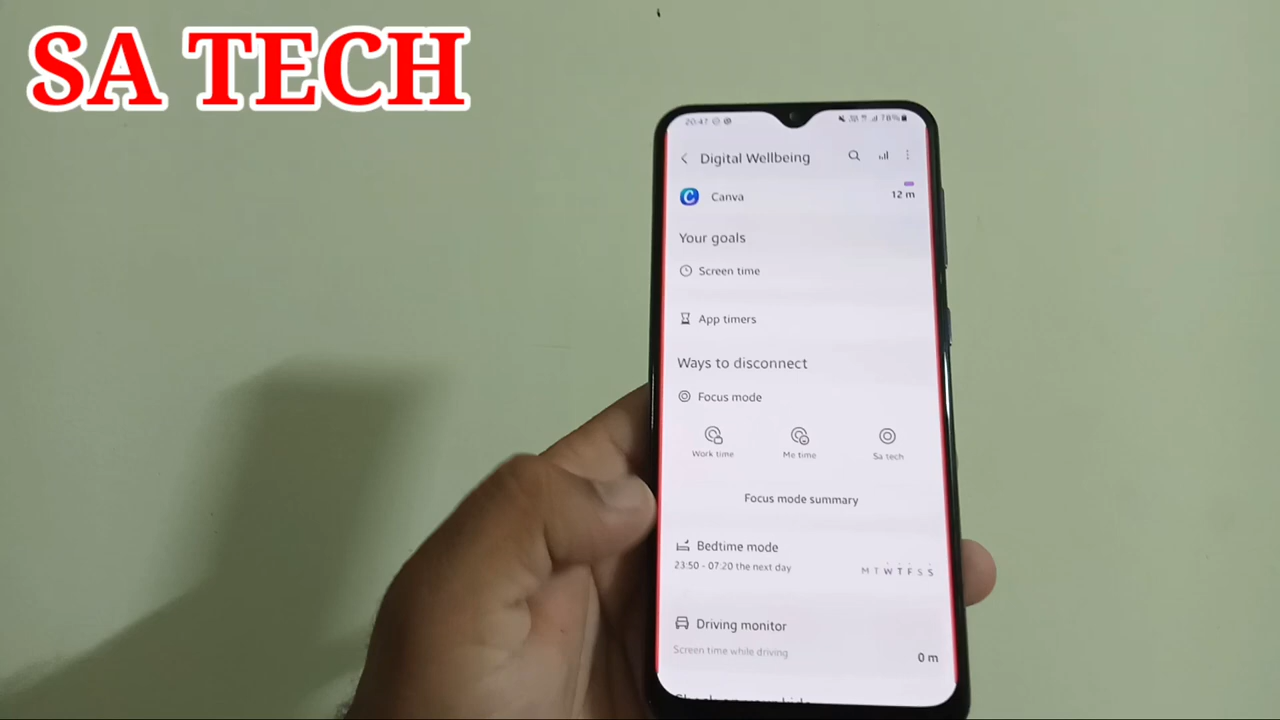 SA TECH
20:47
78%
Digital Wellbeing
Canva
12 m
Your goals
Screen time
App timers
Ways to disconnect
Focus mode
Work time
Me time
Sa tech
Focus mode summary
Bedtime mode
23:50 - 07:20 the next day
M T W T F S S
Driving monitor
Screen time while driving
0 m